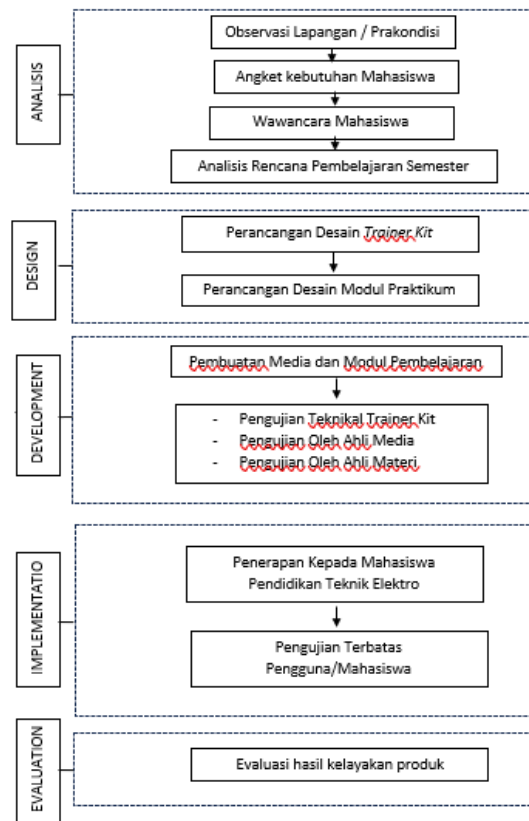 ANALISIS
Observasi Lapangan / Prakondisi
Angket kebutuhan Mahasiswa
Wawancara Mahasiswa
Analisis Rencana Pembelajaran Semester
DESIGN
Perancangan Desain Trainer Kit
Perancangan Desain Modul Praktikum
DEVELOPMENT
Pembuatan Media dan Modul Pembelajaran
- Pengujian Teknikal Trainer Kit
- Pengujian Oleh Ahli Media
- Pengujian Oleh Ahli Materi
IMPLEMENTATIO
Penerapan Kepada Mahasiswa
Pendidikan Teknik Elektro
Pengujian Terbatas
Pengguna/Mahasiswa
EVALUATION
Evaluasi hasil kelayakan produk